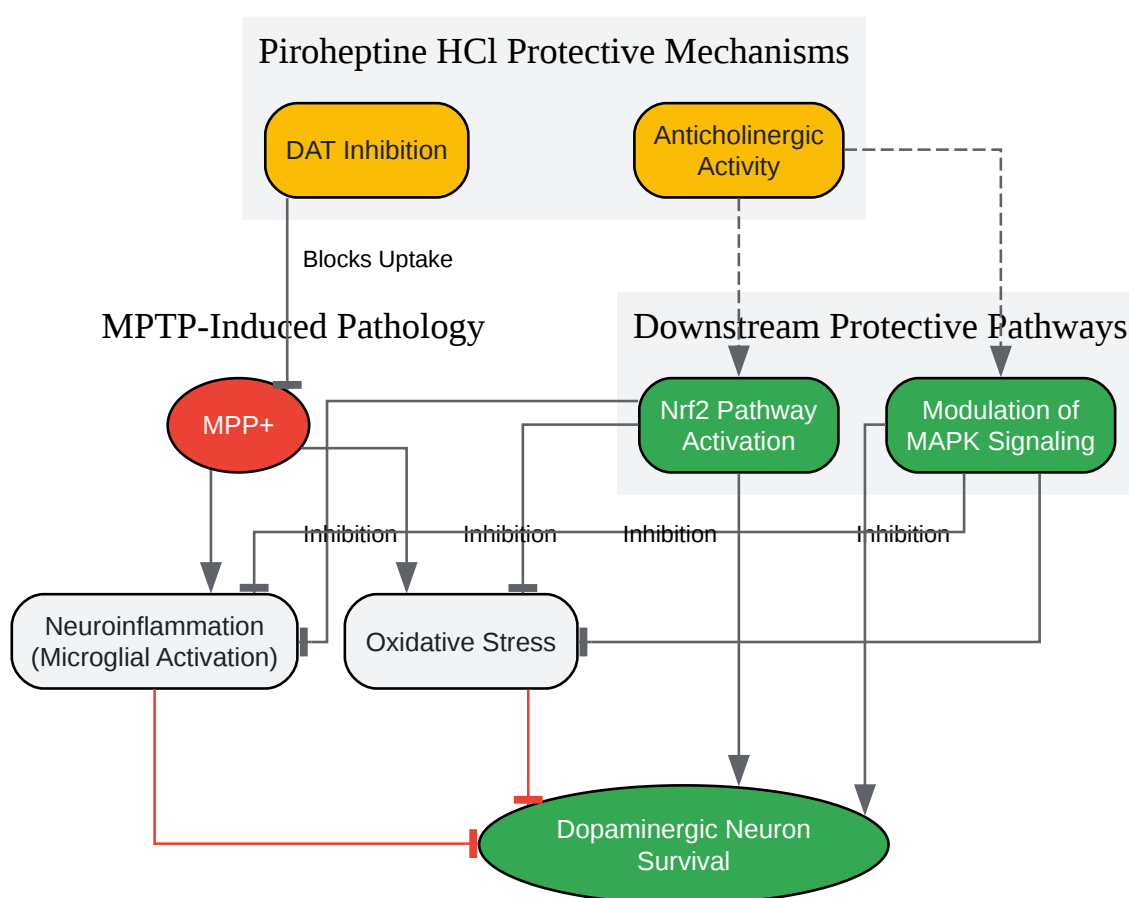 Piroheptine HCl Protective Mechanisms
DAT Inhibition
Anticholinergic
Activity
Blocks Uptake
MPTP-Induced Pathology
Downstream Protective Pathways
MPP+
Nrf2 Pathway
Activation
Modulation of
MAPK Signaling
Inhibition
Inhibition
Inhibition
Inhibition
Neuroinflammation
(Microglial Activation)
Oxidative Stress
Dopaminergic Neuron
Survival